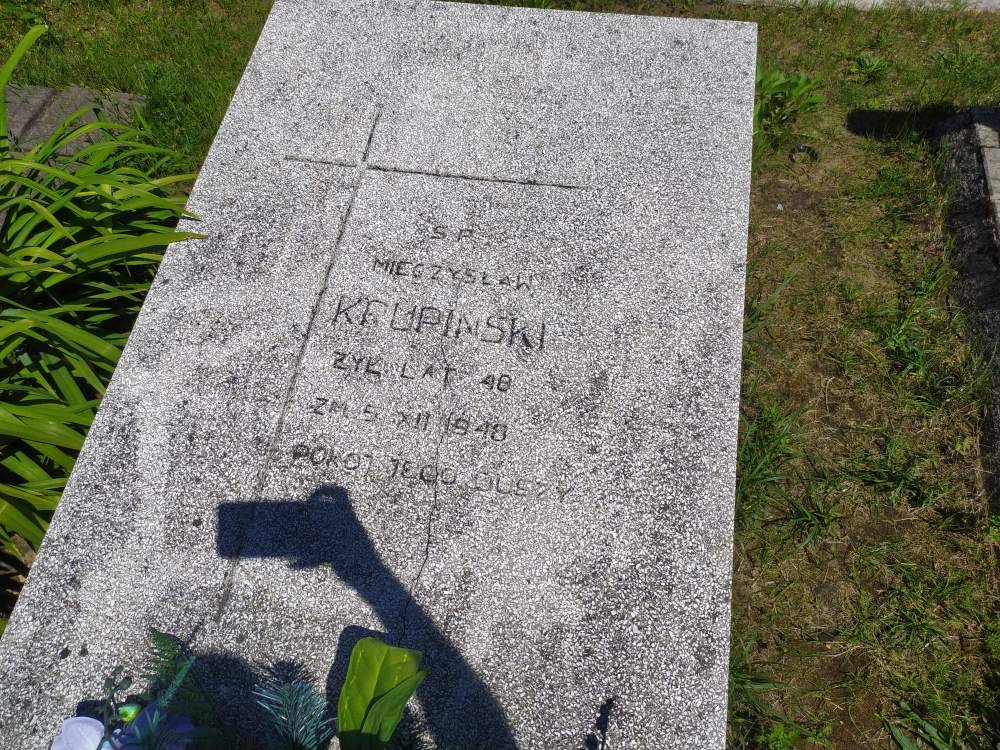 Ś.P.
MIECZYSŁAW
KRUPIŃSKI
ŻYŁ LAT 48
ZM. 5 XII 1948
POKÓJ JEGO DUSZY